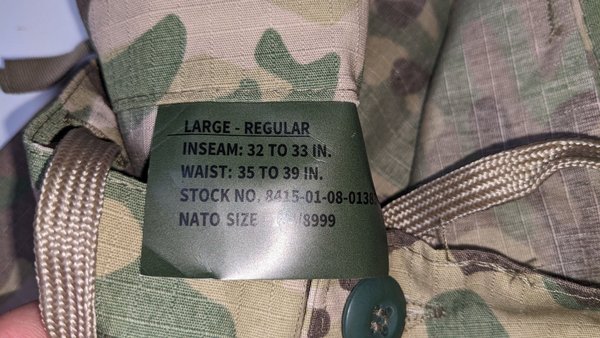 LARGE - REGULAR
INSEAM: 32 TO 33 IN.
WAIST: 35 TO 39 IN.
STOCK NO. 8415-01-08-0138
NATO SIZE /8999